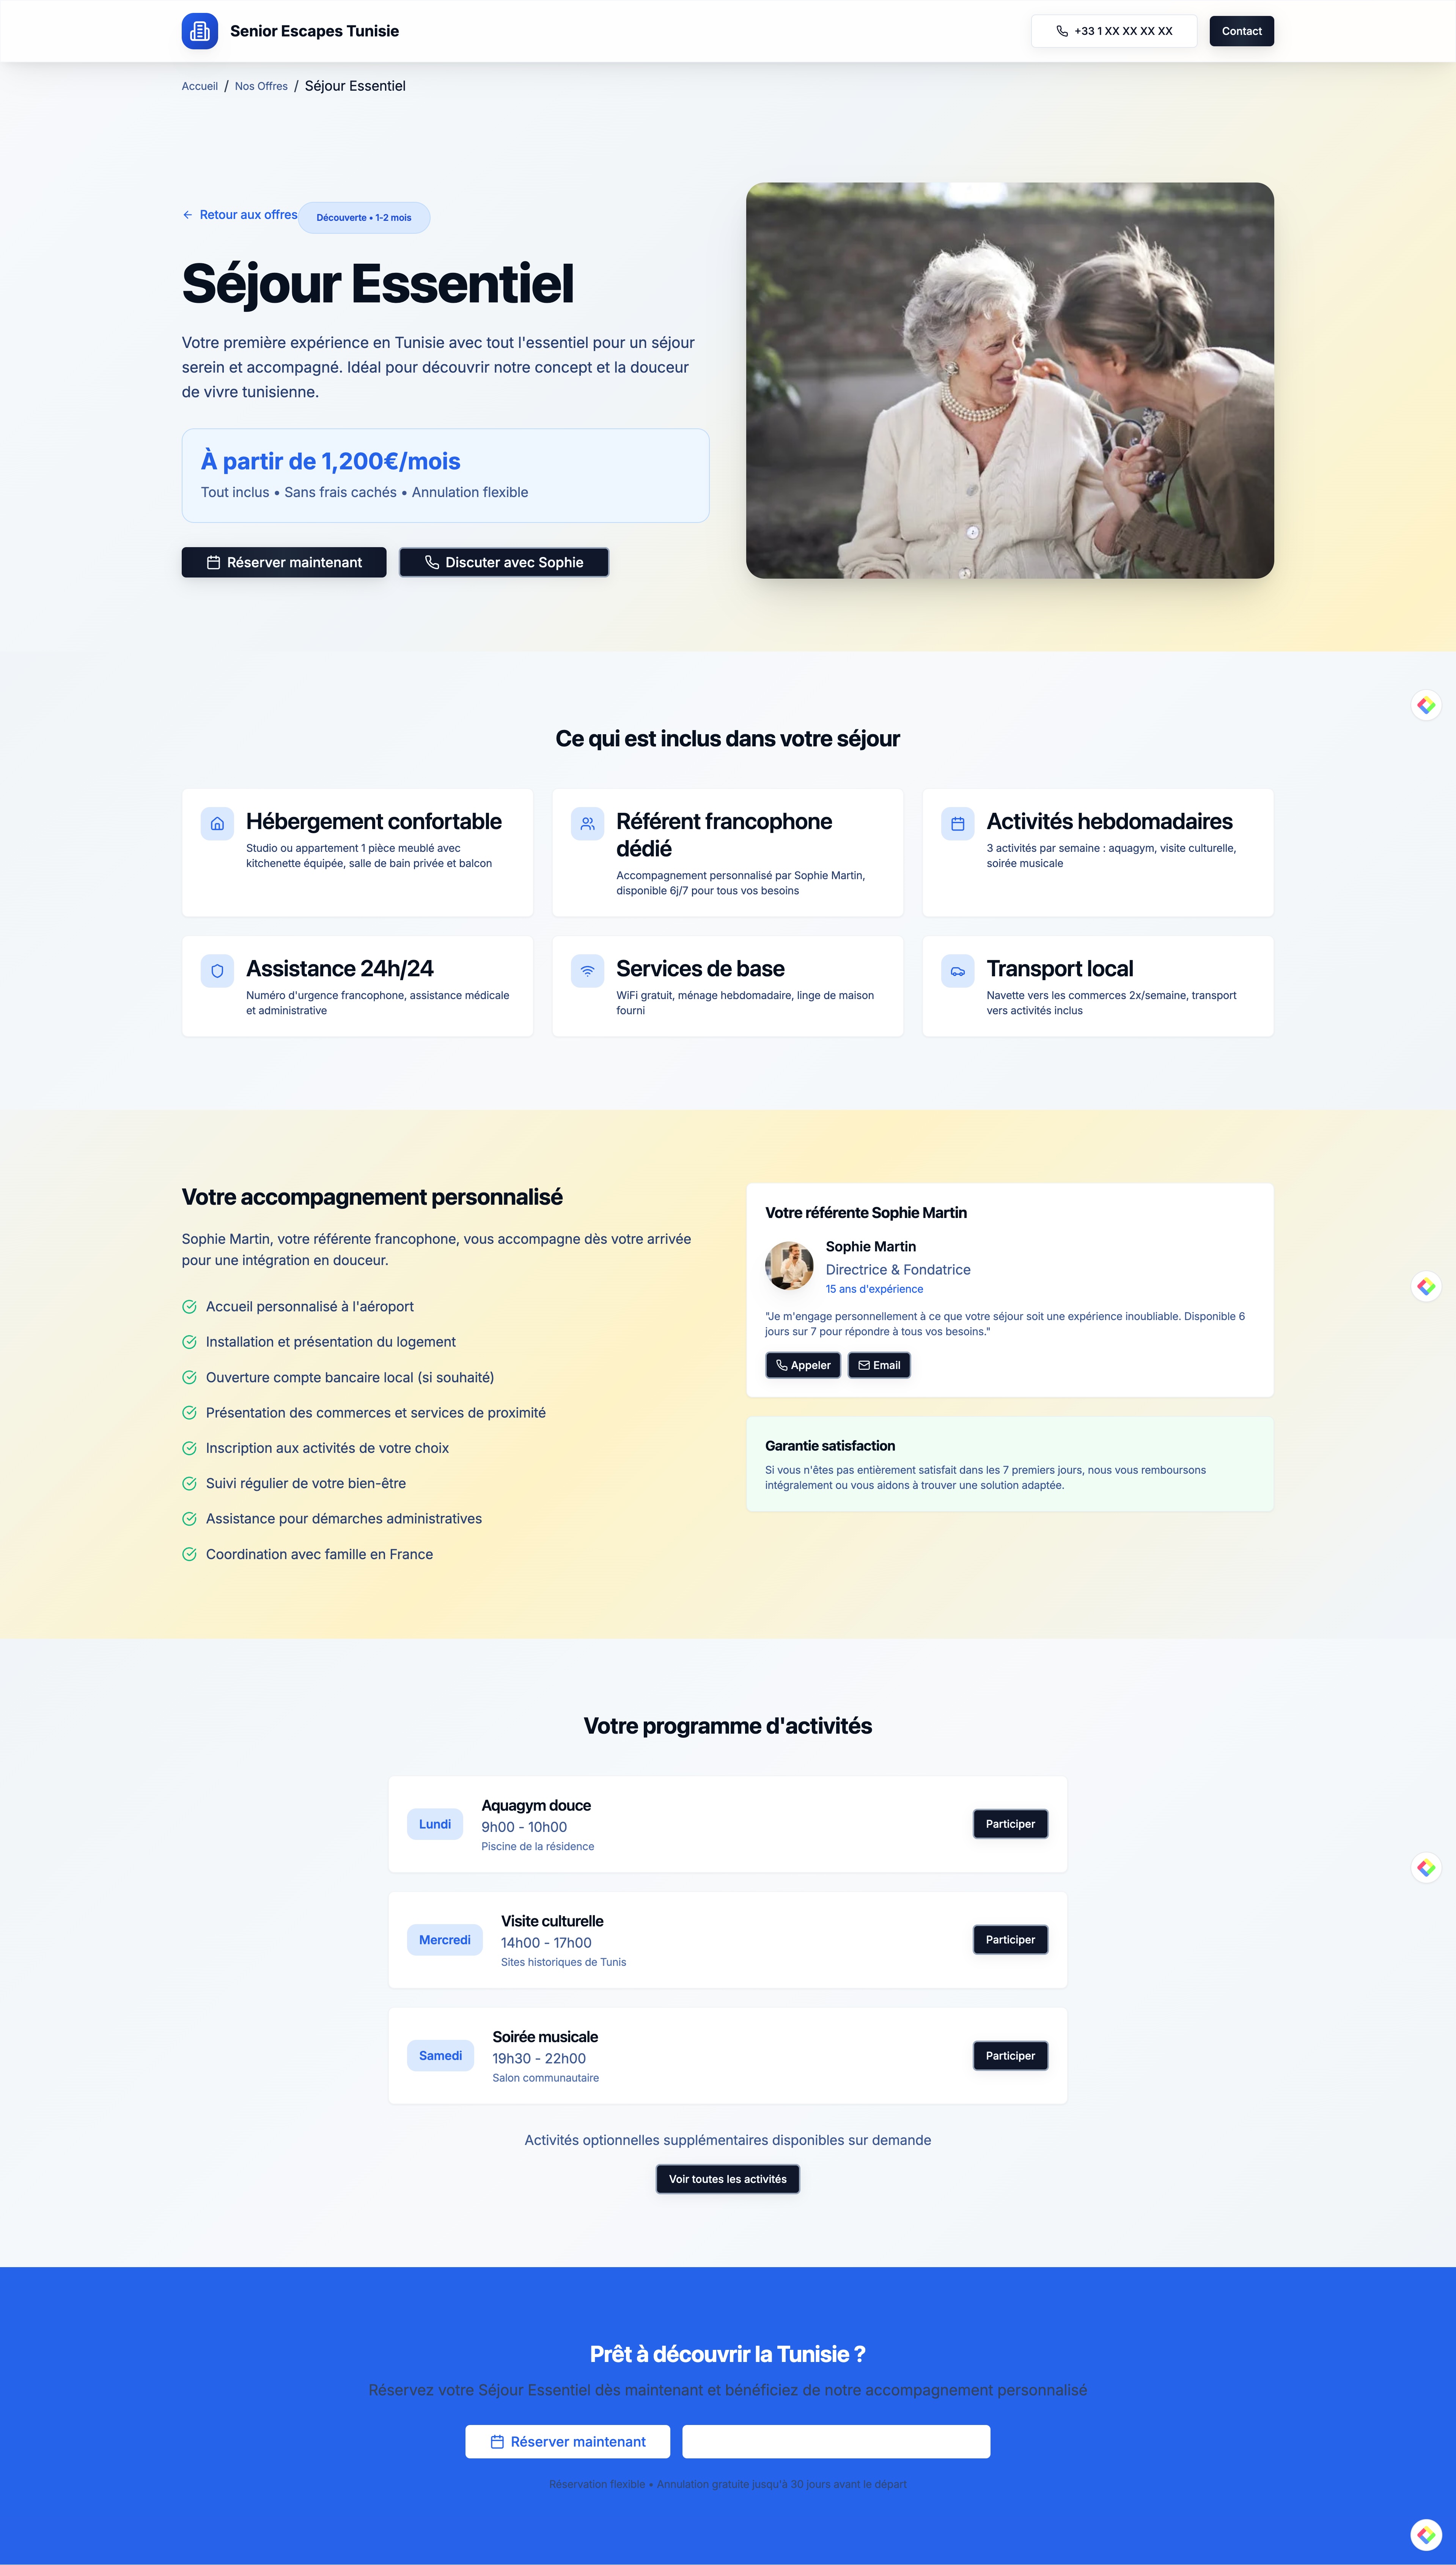 Senior Escapes Tunisie
+33 1 XX XX XX XX
Contact
Accueil / Nos Offres / Séjour Essentiel
Retour aux offres
Découverte • 1-2 mois
Séjour Essentiel
Votre première expérience en Tunisie avec tout l'essentiel pour un séjour
serein et accompagné. Idéal pour découvrir notre concept et la douceur
de vivre tunisienne.
À partir de 1,200€/mois
Tout inclus • Sans frais cachés • Annulation flexible
Réserver maintenant
Discuter avec Sophie
Ce qui est inclus dans votre séjour
Hébergement confortable
Studio ou appartement 1 pièce meublé avec
kitchenette équipée, salle de bain privée et balcon
Référent francophone
dédié
Accompagnement personnalisé par Sophie Martin,
disponible 6j/7 pour tous vos besoins
Activités hebdomadaires
3 activités par semaine : aquagym, visite culturelle,
soirée musicale
Assistance 24h/24
Numéro d'urgence francophone, assistance médicale
et administrative
Services de base
WiFi gratuit, ménage hebdomadaire, linge de maison
fourni
Transport local
Navette vers les commerces 2x/semaine, transport
vers activités inclus
Votre accompagnement personnalisé
Sophie Martin, votre référente francophone, vous accompagne dès votre arrivée
pour une intégration en douceur.
Accueil personnalisé à l'aéroport
Installation et présentation du logement
Ouverture compte bancaire local (si souhaité)
Présentation des commerces et services de proximité
Inscription aux activités de votre choix
Suivi régulier de votre bien-être
Assistance pour démarches administratives
Coordination avec famille en France
Votre référente Sophie Martin
Sophie Martin
Directrice & Fondatrice
15 ans d'expérience
"Je m'engage personnellement à ce que votre séjour soit une expérience inoubliable. Disponible 6
jours sur 7 pour répondre à tous vos besoins."
Appeler
Email
Garantie satisfaction
Si vous n'êtes pas entièrement satisfait dans les 7 premiers jours, nous vous remboursons
intégralement ou vous aidons à trouver une solution adaptée.
Votre programme d'activités
Lundi
Aquagym douce
9h00 - 10h00
Piscine de la résidence
Participer
Mercredi
Visite culturelle
14h00 - 17h00
Sites historiques de Tunis
Participer
Samedi
Soirée musicale
19h30 - 22h00
Salon communautaire
Participer
Activités optionnelles supplémentaires disponibles sur demande
Voir toutes les activités
Prêt à découvrir la Tunisie ?
Réservez votre Séjour Essentiel dès maintenant et bénéficiez de notre accompagnement personnalisé
Réserver maintenant
Réservation flexible • Annulation gratuite jusqu'à 30 jours avant le départ